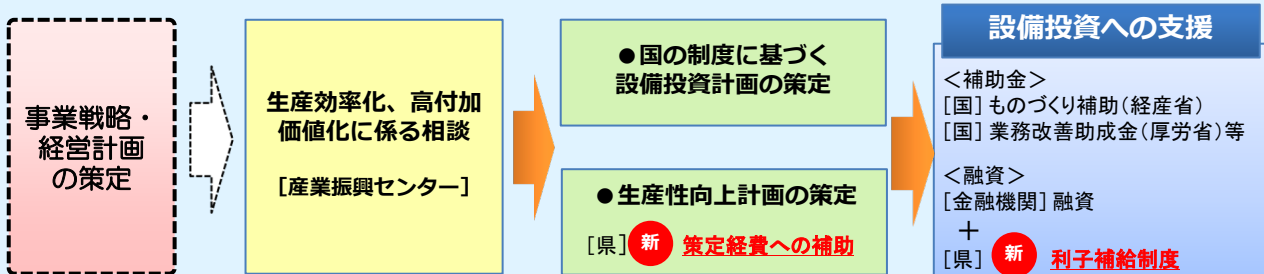 事業戦略・
経営計画
の策定
生産効率化、高付加
価値化に係る相談
［産業振興センター］
●国の制度に基づく
設備投資計画の策定
●生産性向上計画の策定
［県］ 新 策定経費への補助
設備投資への支援
＜補助金＞
［国］ものづくり補助（経産省）
［国］業務改善助成金（厚労省）等
＜融資＞
［金融機関］融資
＋
［県］ 新 利子補給制度